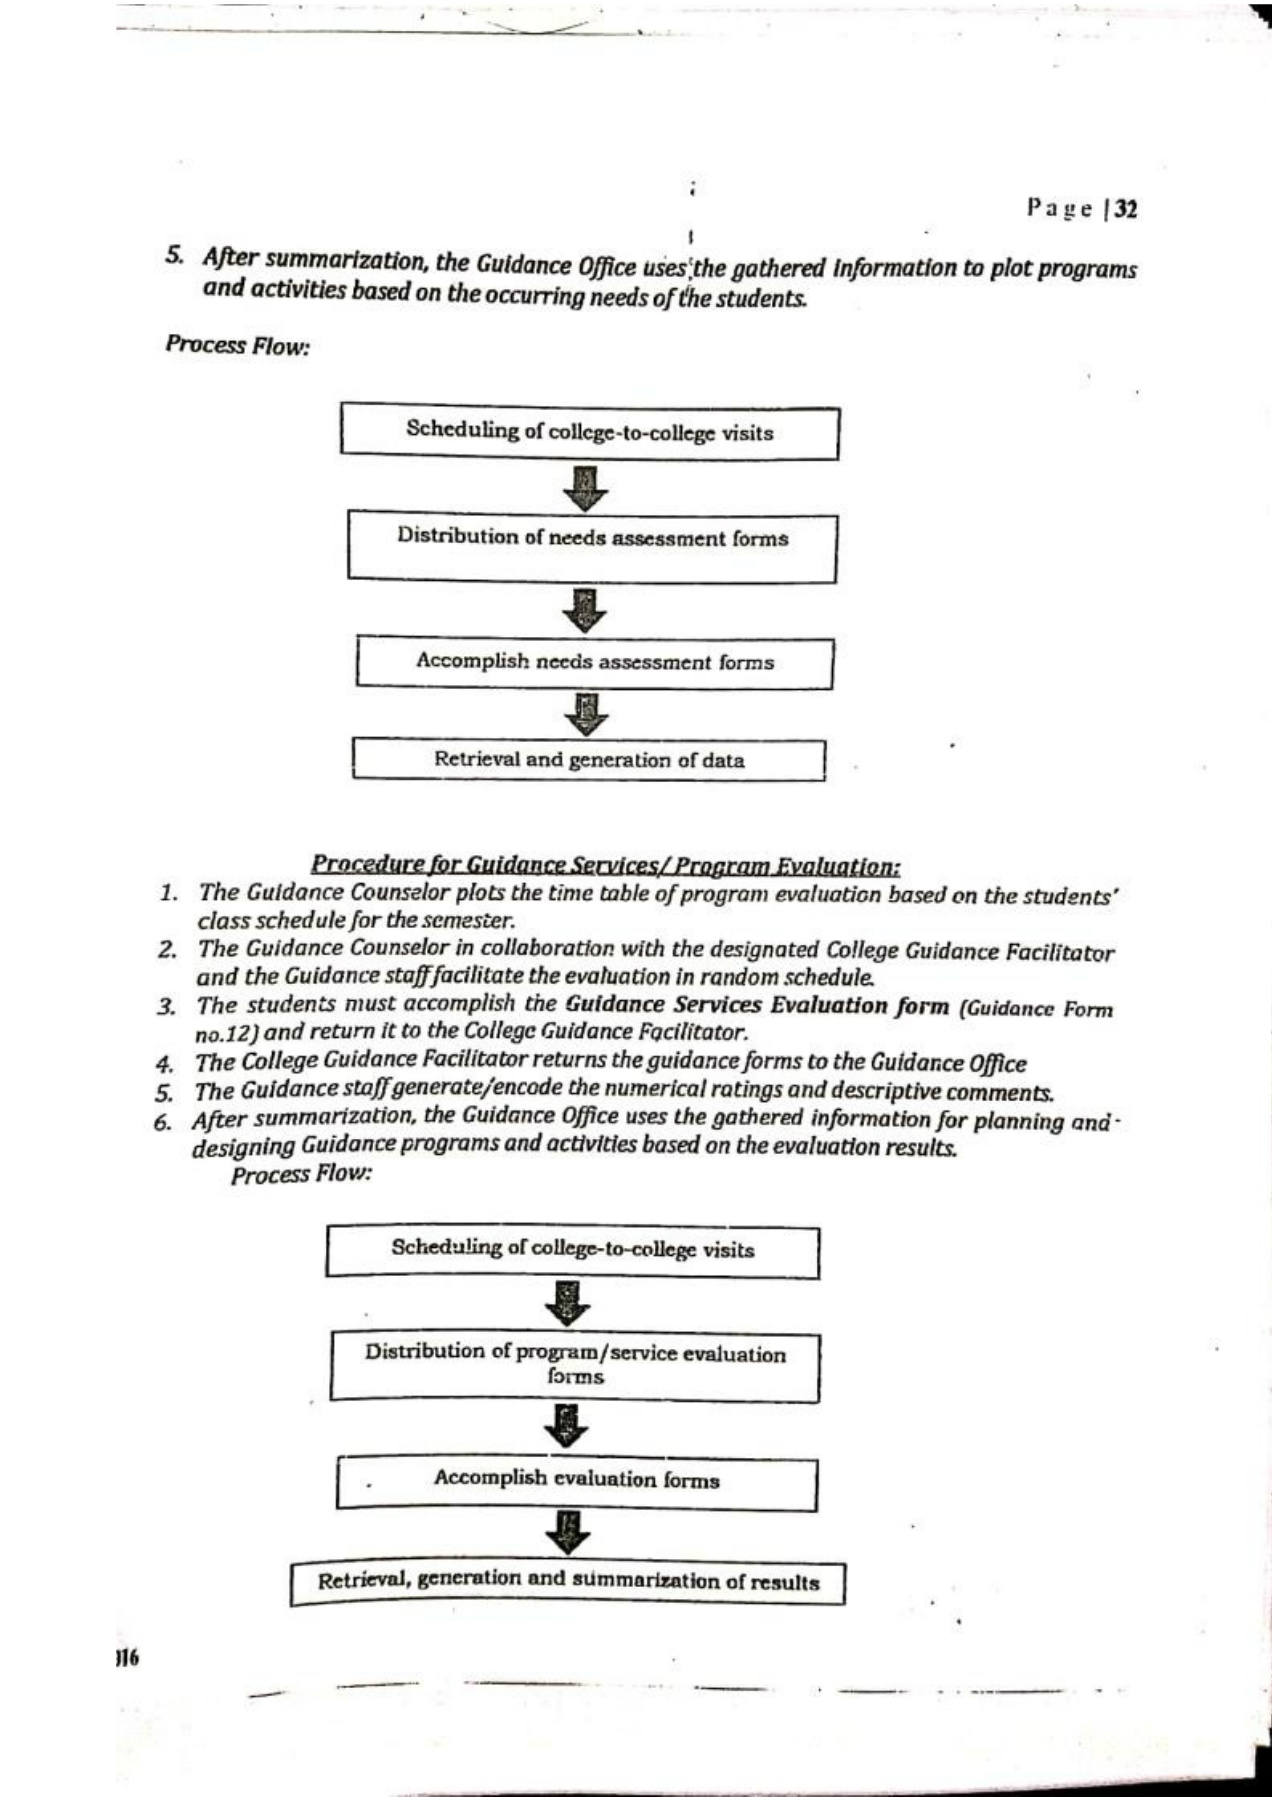 Page | 32
5. After summarization, the Guidance Office uses the gathered information to plot programs
and activities based on the occurring needs of the students.
Process Flow:
Scheduling of college-to-college visits
Distribution of needs assessment forms
Accomplish needs assessment forms
Retrieval and generation of data
Procedure for Guidance Services/Program Evaluation:
1. The Guidance Counselor plots the time table of program evaluation based on the students'
class schedule for the semester.
2. The Guidance Counselor in collaboration with the designated College Guidance Facilitator
and the Guidance staff facilitate the evaluation in random schedule.
3. The students must accomplish the Guidance Services Evaluation form (Guidance Form
no.12) and return it to the College Guidance Facilitator.
4. The College Guidance Facilitator returns the guidance forms to the Guidance Office
5. The Guidance staff generate/encode the numerical ratings and descriptive comments.
6. After summarization, the Guidance Office uses the gathered information for planning and
designing Guidance programs and activities based on the evaluation results.
Process Flow:
Scheduling of college-to-college visits
Distribution of program/service evaluation
forms
Accomplish evaluation forms
Retrieval, generation and summarization of results